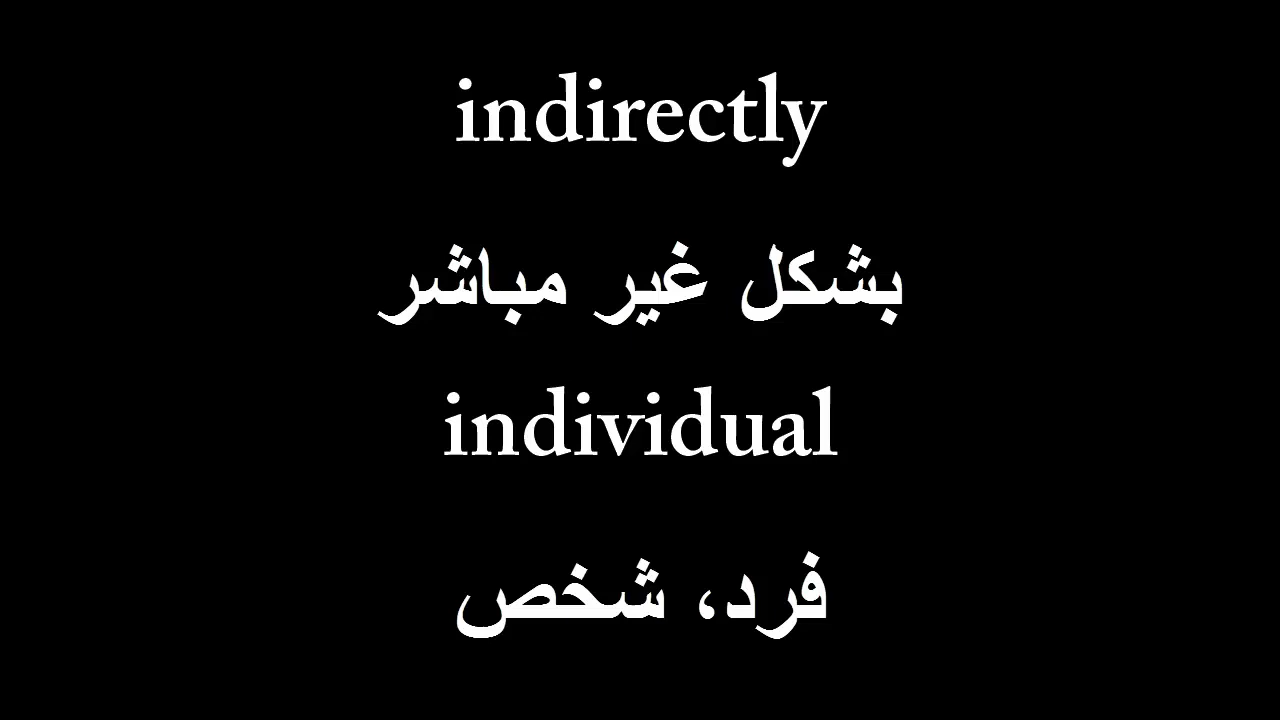 indirectly
بشكل غير مباشر
individual
فرد، شخص